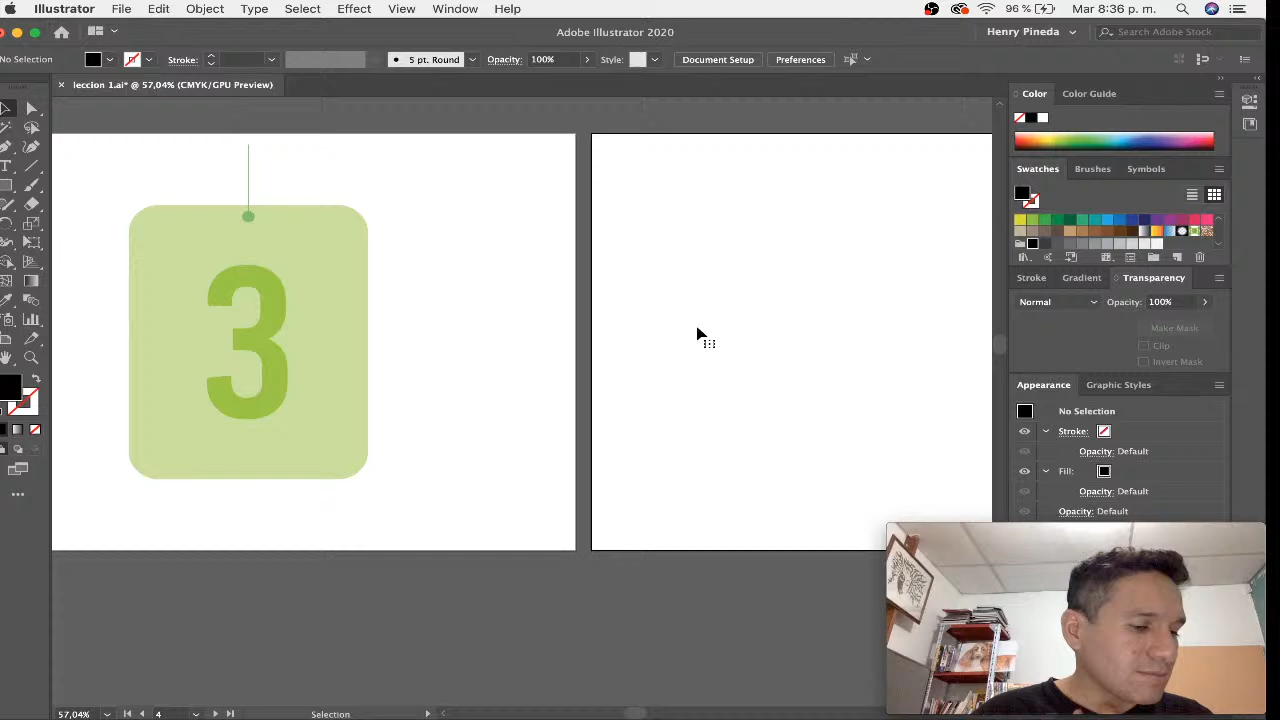 Illustrator File Edit Object Type Select Effect View Window Help
96 % Mar 8:36 p. m.
Adobe Illustrator 2020
Henry Pineda
Search Adobe Stock
No Selection
Stroke:
5 pt. Round
Opacity: 100%
Style:
Document Setup
Preferences
leccion 1.ai* @ 57,04% (CMYK/GPU Preview)
Color Color Guide
Swatches Brushes Symbols
3
Stroke Gradient Transparency
Normal Opacity: 100%
Make Mask
Clip
Invert Mask
Appearance Graphic Styles
No Selection
Stroke:
Opacity: Default
Fill:
Opacity: Default
Opacity: Default
57,04% 4 Selection